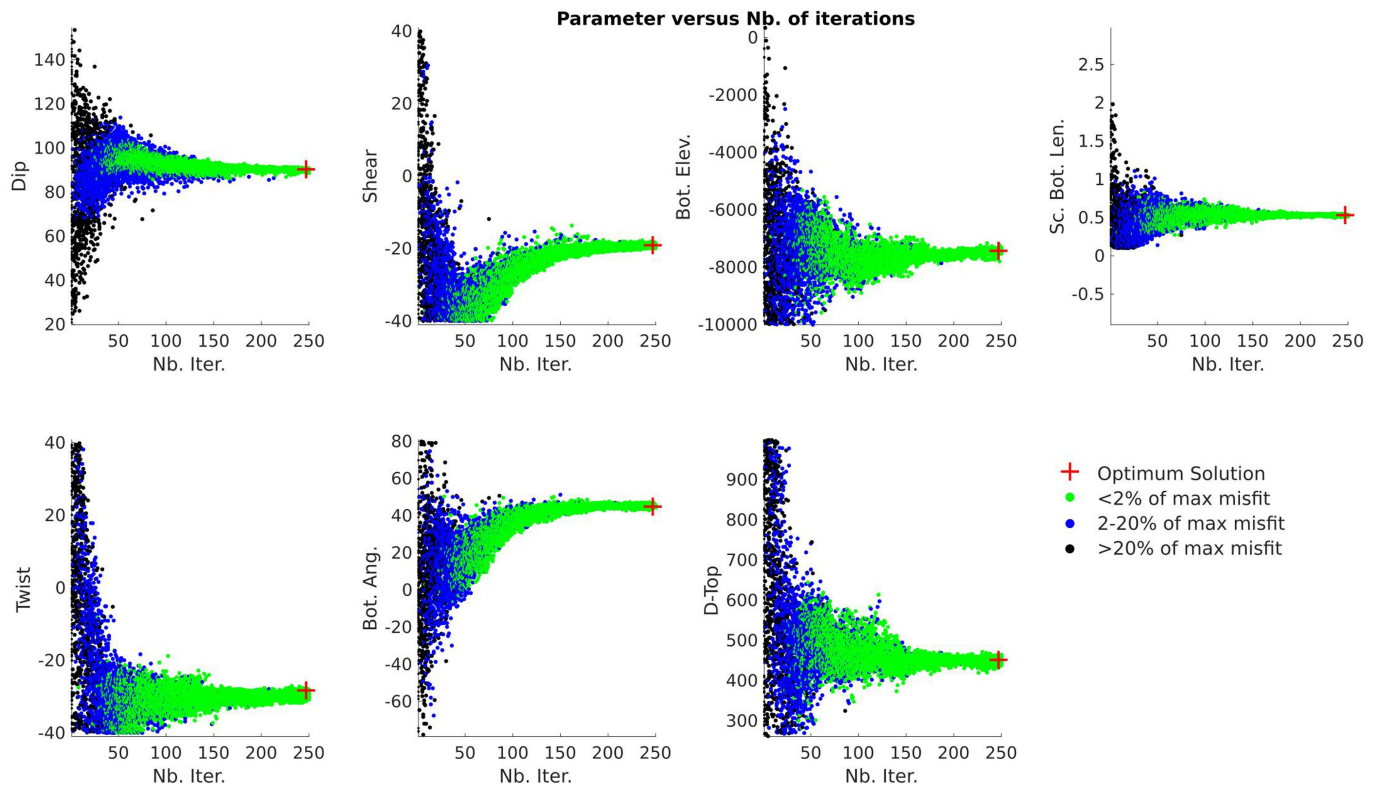 Parameter versus Nb. of iterations
Dip
140
120
100
80
60
40
20
50 100 150 200 250
Nb. Iter.
Shear
40
20
0
-20
-40
50 100 150 200 250
Nb. Iter.
Bot. Elev.
0
-2000
-4000
-6000
-8000
-10000
50 100 150 200 250
Nb. Iter.
Sc. Bot. Len.
2.5
2
1.5
1
0.5
0
-0.5
50 100 150 200 250
Nb. Iter.
Twist
40
20
0
-20
-40
50 100 150 200 250
Nb. Iter.
Bot. Ang.
80
60
40
20
0
-20
-40
-60
50 100 150 200 250
Nb. Iter.
D-Top
900
800
700
600
500
400
300
50 100 150 200 250
Nb. Iter.
Optimum Solution
<2% of max misfit
2-20% of max misfit
>20% of max misfit